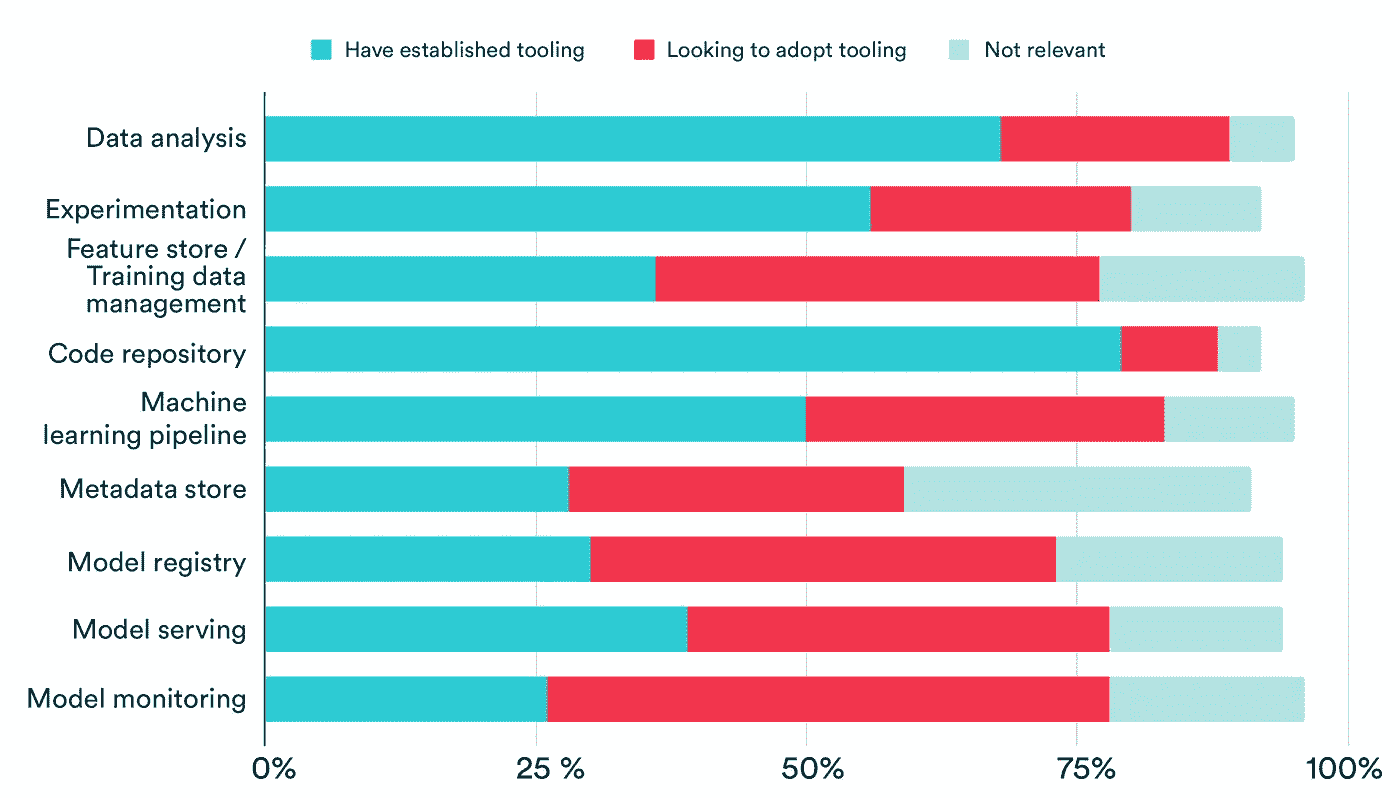 Have established tooling
Looking to adopt tooling
Not relevant
Data analysis
Experimentation
Feature store /
Training data
management
Code repository
Machine
learning pipeline
Metadata store
Model registry
Model serving
Model monitoring
0%
25 %
50%
75%
100%